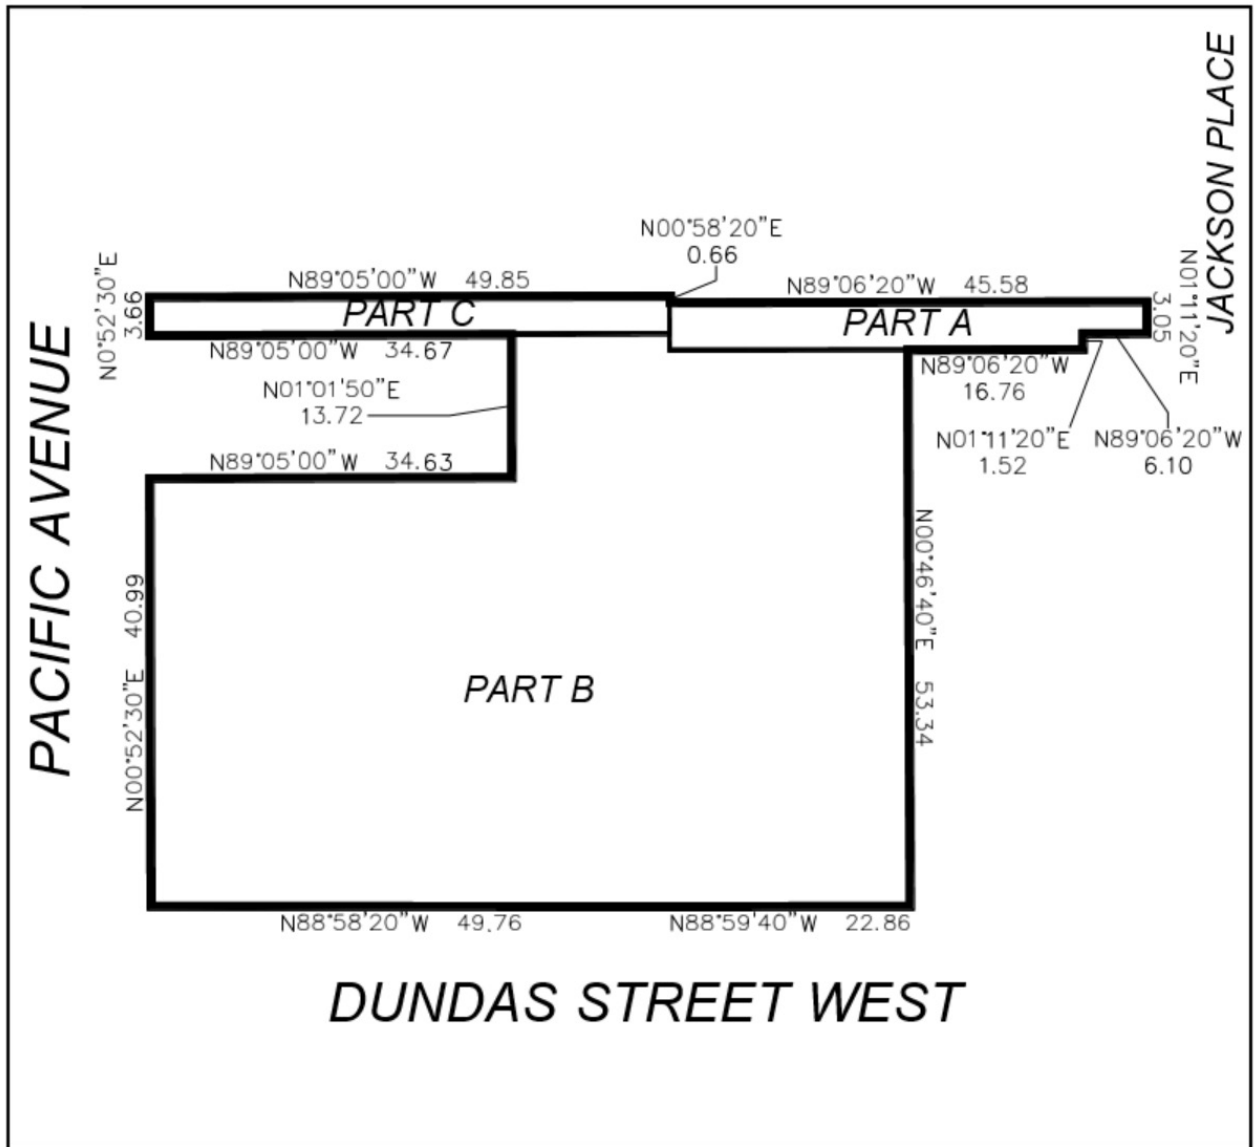 JACKSON PLACE
N00°58'20"E
0.66
N89°05'00"W 49.85
N89°06'20"W 45.58
N0°52'30"E
3.66
PART C
PART A
N01°11'20"E
3.05
N89°05'00"W 34.67
N89°06'20"W
16.76
N01°01'50"E
13.72
N01°11'20"E
1.52
N89°06'20"W
6.10
N89°05'00"W 34.63
PACIFIC AVENUE
N00°52'30"E 40.99
N00°46'40"E 53.34
PART B
N88°58'20"W 49.76
N88°59'40"W 22.86
DUNDAS STREET WEST